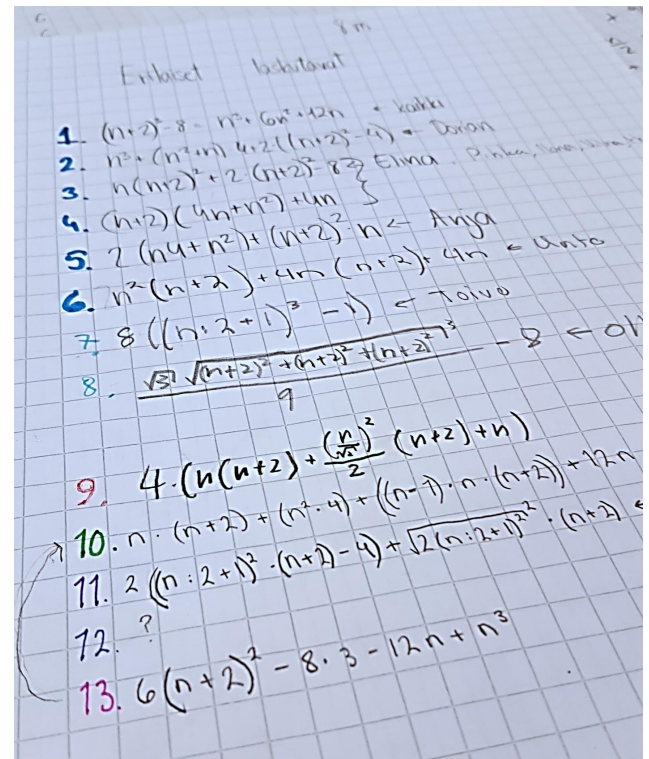 8 m
Erilaiset laskutavat
1. (n+2)³-8 = n³+6n²+12n ← kaikki
2. n³+(n²+n)·4+2((n+2)²-4) ← Dorian
3. n(n+2)²+2·(n+2)²-8 } Elina. Pinka,
4. (n+2)(4n+n²)+4n }
5. 2(n4+n²)+(n+2)²·n ← Anja
6. n²(n+2)+4n(n+2)+4n ← Unto
7. 8((n:2+1)³-1) ← Toivo
8. √3 √(n+2)²+(n+2)²+(n+2)²³ - 8 ←
9
9. 4·(n(n+2)+(n/√2)²/2 (n+2)+n)
10. n·(n+2)+(n²·4)+((n-1)·n·(n+2))+12n
11. 2((n:2+1)²·(n+2)-4)+√2(n:2+1)²²·(n+2) ←
12. ?
13. 6(n+2)²-8·3-12n+n³